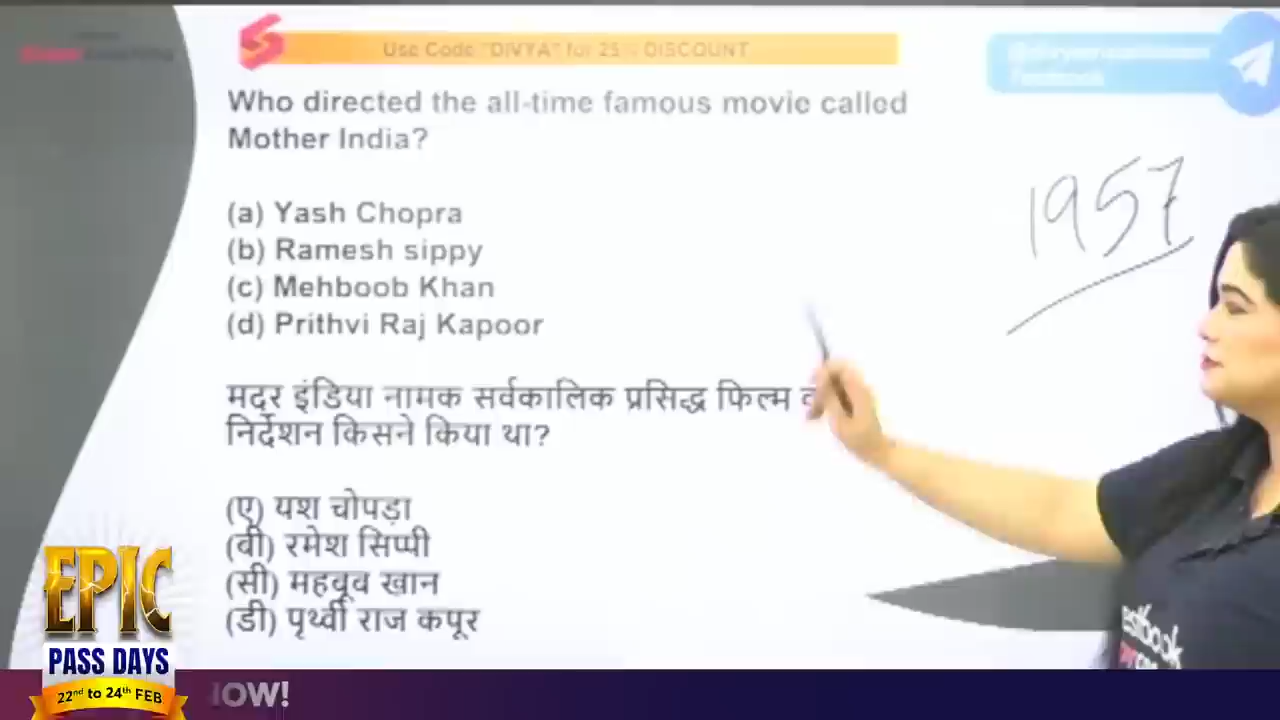 Use Code "DIVYA" for 25% DISCOUNT
Who directed the all-time famous movie called
Mother India?
(a) Yash Chopra
(b) Ramesh sippy
(c) Mehboob Khan
(d) Prithvi Raj Kapoor
1957
मदर इंडिया नामक सर्वकालिक प्रसिद्ध फिल्म
निर्देशन किसने किया था?
(ए) यश चोपड़ा
(बी) रमेश सिप्पी
(सी) महबूब खान
(डी) पृथ्वी राज कपूर
EPIC
PASS DAYS
22nd to 24th FEB
NOW!